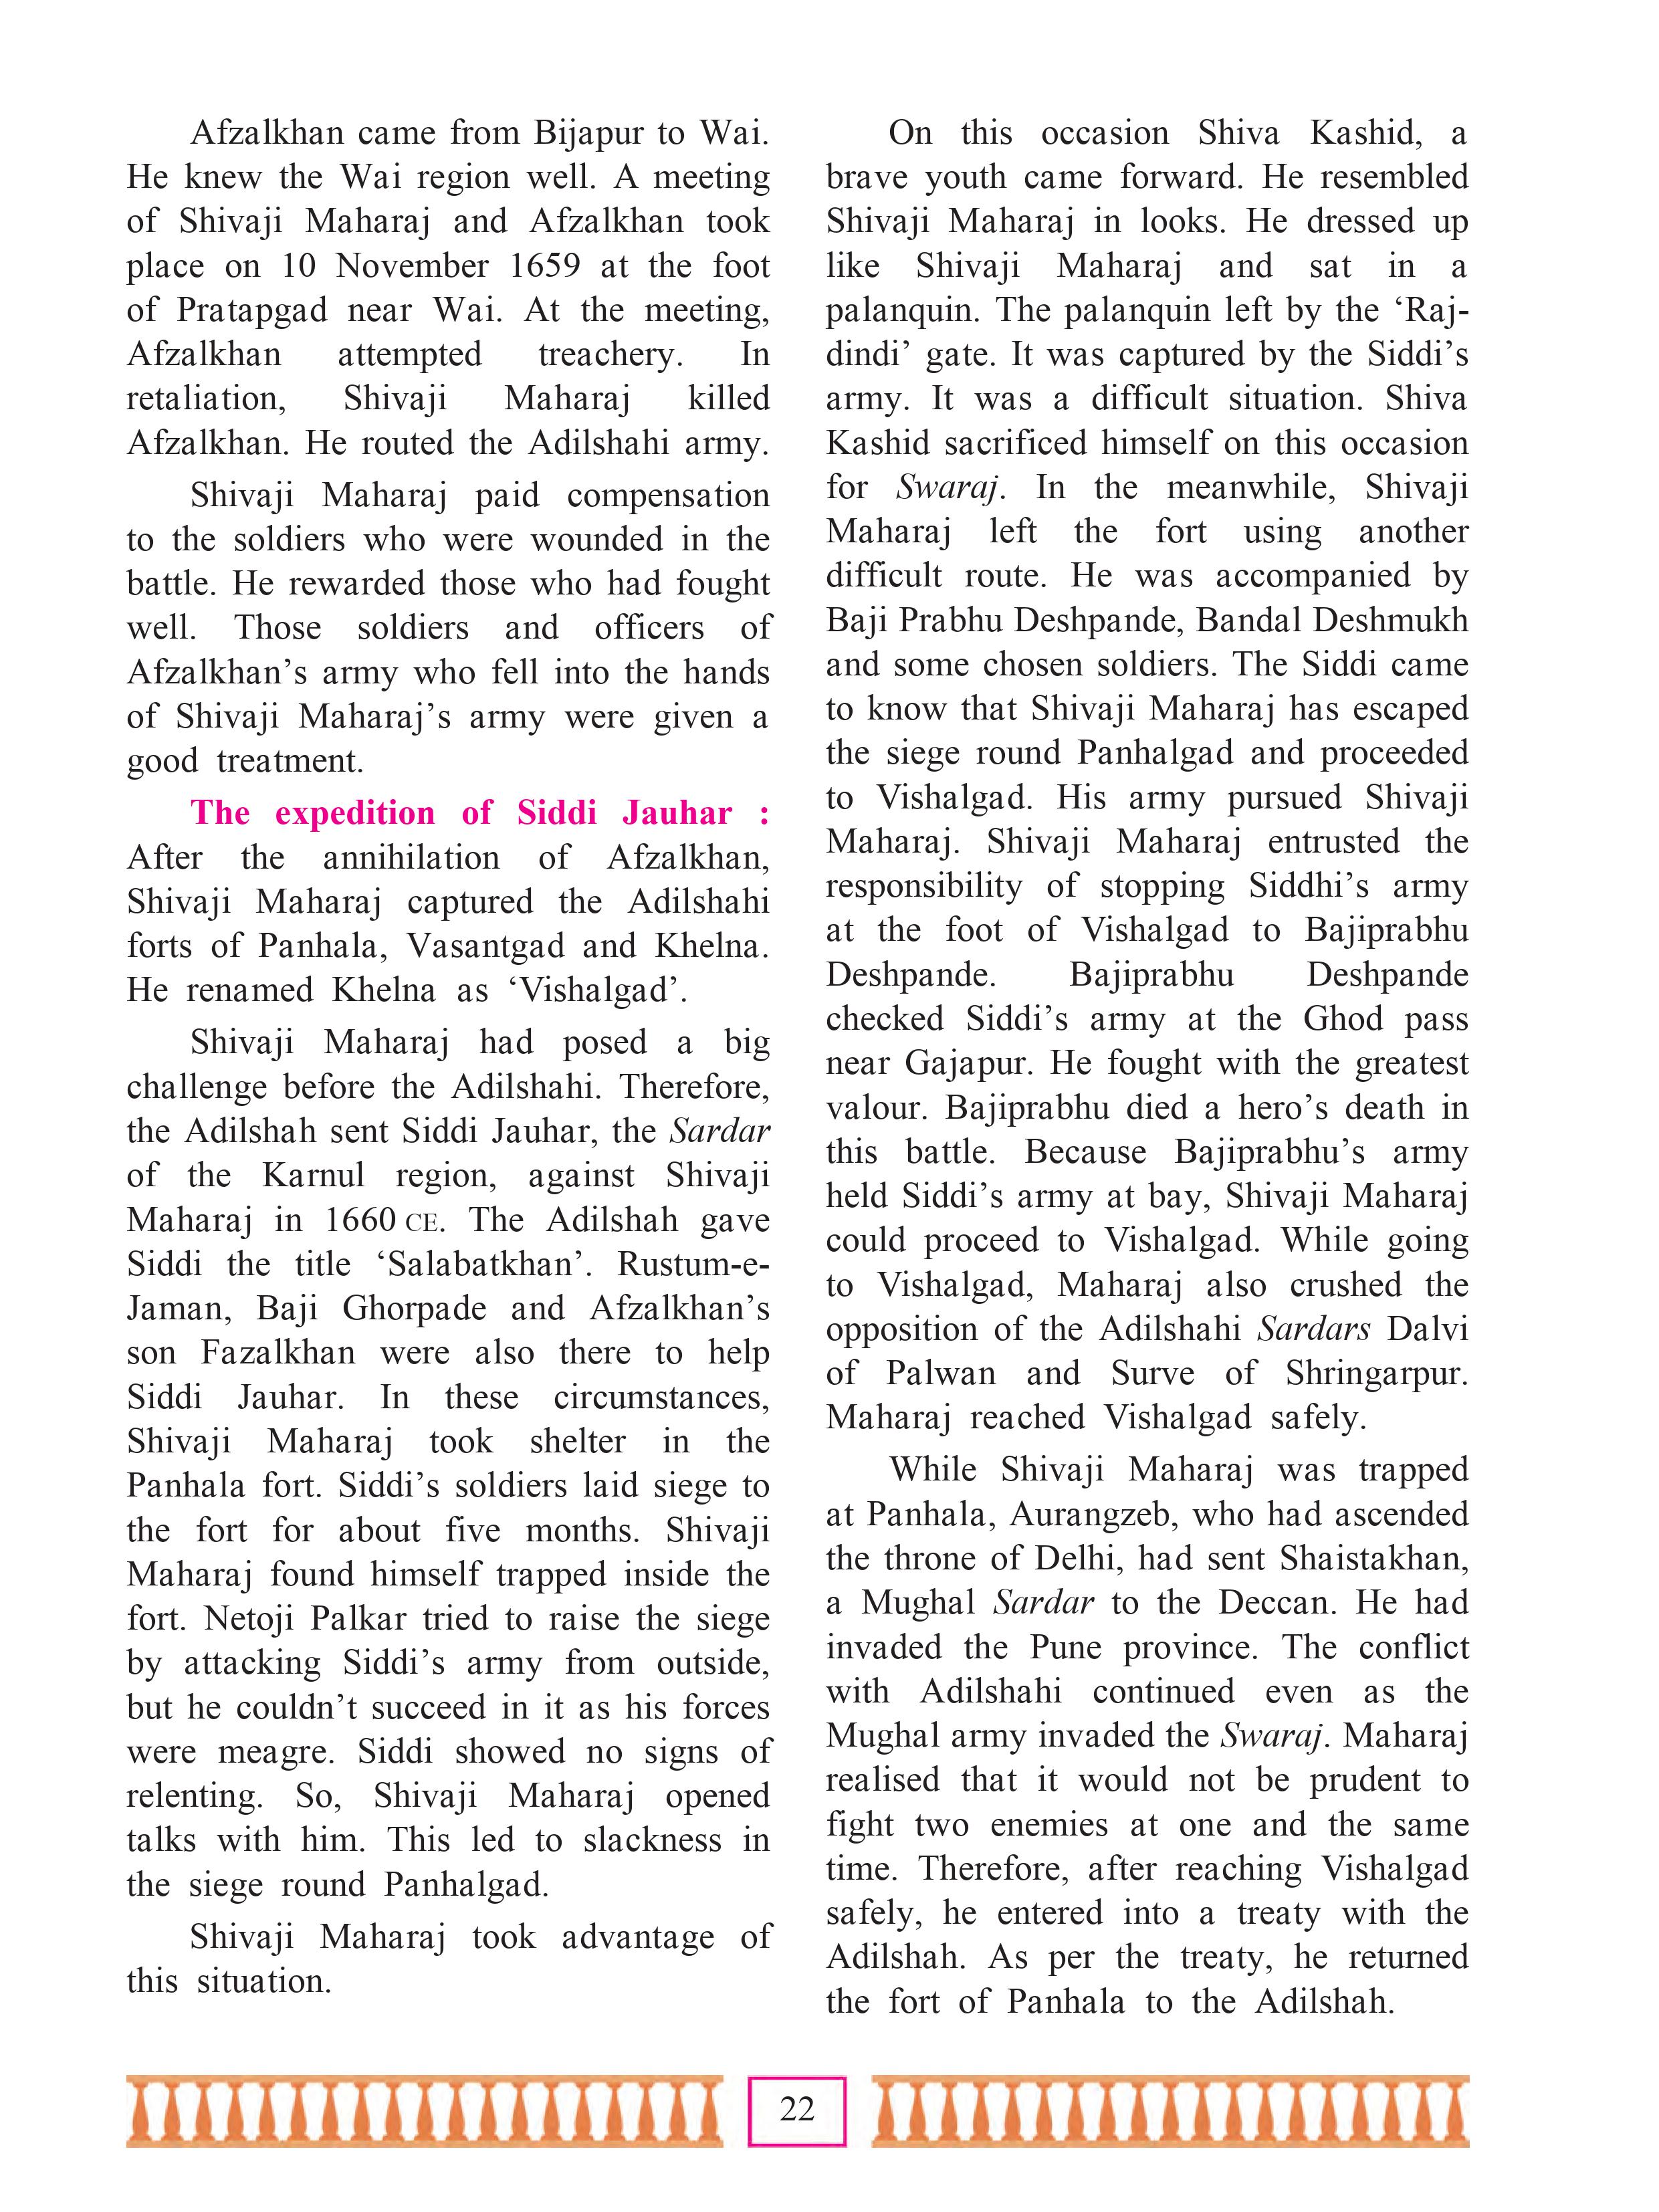 Afzalkhan came from Bijapur to Wai.
He knew the Wai region well. A meeting
of Shivaji Maharaj and Afzalkhan took
place on 10 November 1659 at the foot
of Pratapgad near Wai. At the meeting,
Afzalkhan attempted treachery. In
retaliation, Shivaji Maharaj killed
Afzalkhan. He routed the Adilshahi army.
Shivaji Maharaj paid compensation
to the soldiers who were wounded in the
battle. He rewarded those who had fought
well. Those soldiers and officers of
Afzalkhan’s army who fell into the hands
of Shivaji Maharaj’s army were given a
good treatment.
The expedition of Siddi Jauhar :
After the annihilation of Afzalkhan,
Shivaji Maharaj captured the Adilshahi
forts of Panhala, Vasantgad and Khelna.
He renamed Khelna as ‘Vishalgad’.
Shivaji Maharaj had posed a big
challenge before the Adilshahi. Therefore,
the Adilshah sent Siddi Jauhar, the Sardar
of the Karnul region, against Shivaji
Maharaj in 1660 CE. The Adilshah gave
Siddi the title ‘Salabatkhan’. Rustum-e-
Jaman, Baji Ghorpade and Afzalkhan’s
son Fazalkhan were also there to help
Siddi Jauhar. In these circumstances,
Shivaji Maharaj took shelter in the
Panhala fort. Siddi’s soldiers laid siege to
the fort for about five months. Shivaji
Maharaj found himself trapped inside the
fort. Netoji Palkar tried to raise the siege
by attacking Siddi’s army from outside,
but he couldn’t succeed in it as his forces
were meagre. Siddi showed no signs of
relenting. So, Shivaji Maharaj opened
talks with him. This led to slackness in
the siege round Panhalgad.
Shivaji Maharaj took advantage of
this situation.
On this occasion Shiva Kashid, a
brave youth came forward. He resembled
Shivaji Maharaj in looks. He dressed up
like Shivaji Maharaj and sat in a
palanquin. The palanquin left by the ‘Raj-
dindi’ gate. It was captured by the Siddi’s
army. It was a difficult situation. Shiva
Kashid sacrificed himself on this occasion
for Swaraj. In the meanwhile, Shivaji
Maharaj left the fort using another
difficult route. He was accompanied by
Baji Prabhu Deshpande, Bandal Deshmukh
and some chosen soldiers. The Siddi came
to know that Shivaji Maharaj has escaped
the siege round Panhalgad and proceeded
to Vishalgad. His army pursued Shivaji
Maharaj. Shivaji Maharaj entrusted the
responsibility of stopping Siddhi’s army
at the foot of Vishalgad to Bajiprabhu
Deshpande. Bajiprabhu Deshpande
checked Siddi’s army at the Ghod pass
near Gajapur. He fought with the greatest
valour. Bajiprabhu died a hero’s death in
this battle. Because Bajiprabhu’s army
held Siddi’s army at bay, Shivaji Maharaj
could proceed to Vishalgad. While going
to Vishalgad, Maharaj also crushed the
opposition of the Adilshahi Sardars Dalvi
of Palwan and Surve of Shringarpur.
Maharaj reached Vishalgad safely.
While Shivaji Maharaj was trapped
at Panhala, Aurangzeb, who had ascended
the throne of Delhi, had sent Shaistakhan,
a Mughal Sardar to the Deccan. He had
invaded the Pune province. The conflict
with Adilshahi continued even as the
Mughal army invaded the Swaraj. Maharaj
realised that it would not be prudent to
fight two enemies at one and the same
time. Therefore, after reaching Vishalgad
safely, he entered into a treaty with the
Adilshah. As per the treaty, he returned
the fort of Panhala to the Adilshah.
22